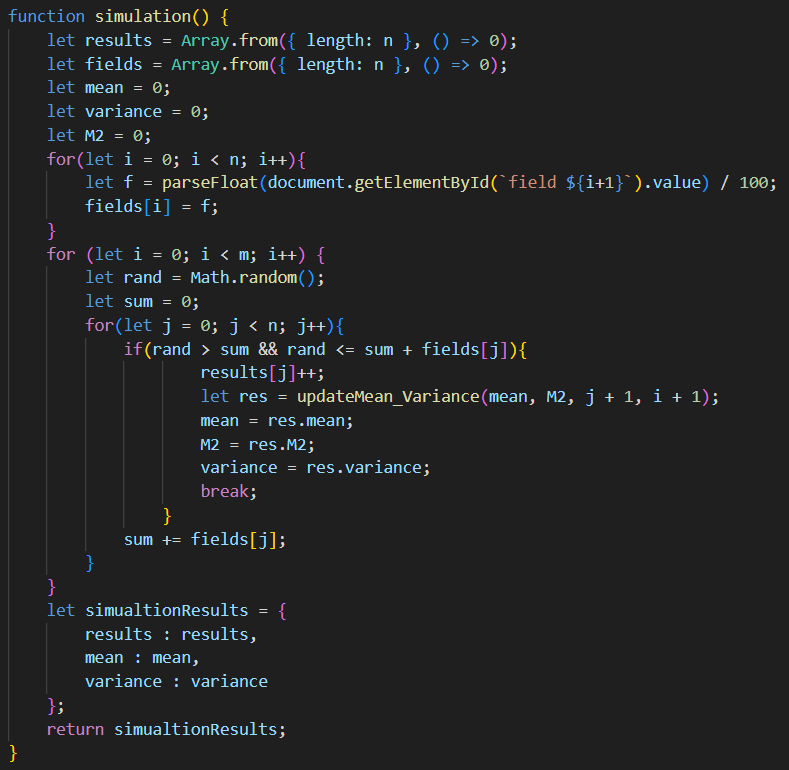 function simulation() {
    let results = Array.from({ length: n }, () => 0);
    let fields = Array.from({ length: n }, () => 0);
    let mean = 0;
    let variance = 0;
    let M2 = 0;
    for(let i = 0; i < n; i++){
        let f = parseFloat(document.getElementById(`field ${i+1}`).value) / 100;
        fields[i] = f;
    }
    for (let i = 0; i < m; i++) {
        let rand = Math.random();
        let sum = 0;
        for(let j = 0; j < n; j++){
            if(rand > sum && rand <= sum + fields[j]){
                    results[j]++;
                    let res = updateMean_Variance(mean, M2, j + 1, i + 1);
                    mean = res.mean;
                    M2 = res.M2;
                    variance = res.variance;
                    break;
                }
            sum += fields[j];
        }
    }
    let simualtionResults = {
        results : results,
        mean : mean,
        variance : variance
    };
    return simualtionResults;
}